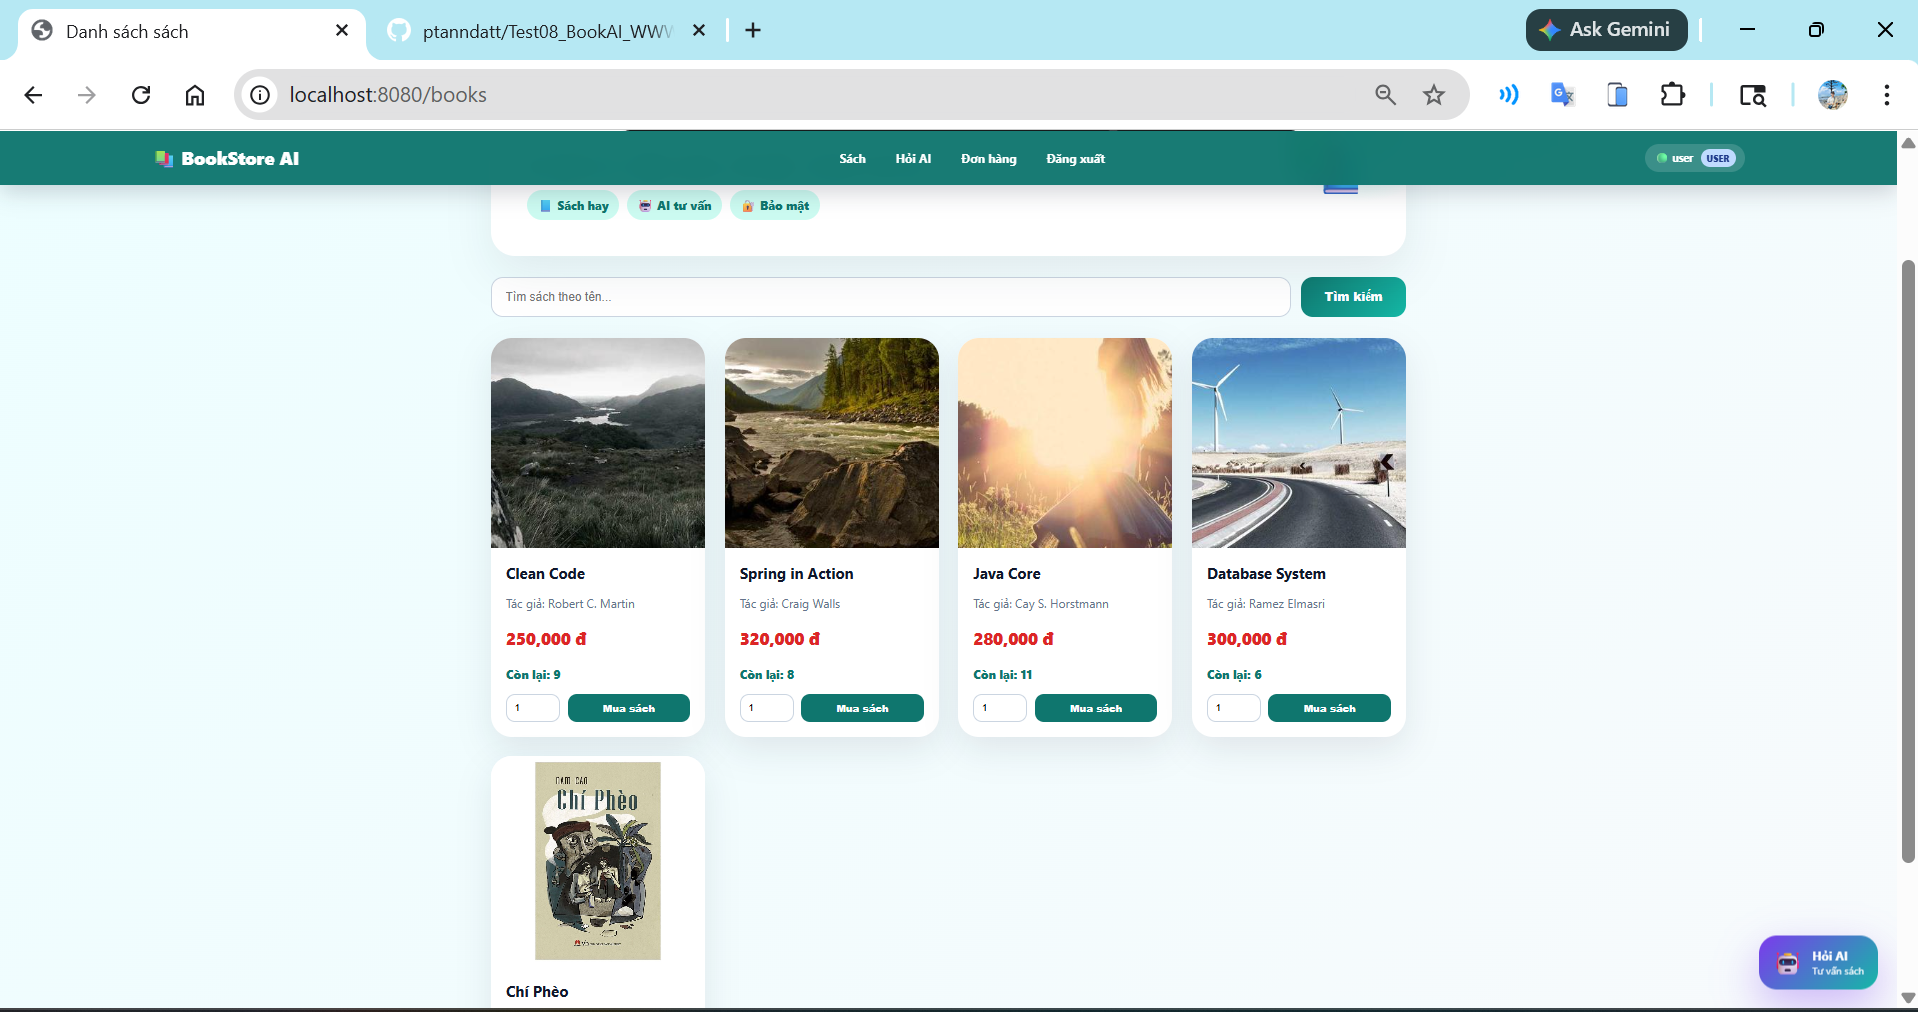 Danh sách sách
ptanndatt/Test08_BookAI_WWW
Ask Gemini
localhost:8080/books
BookStore AI
Sách
Hỏi AI
Đơn hàng
Đăng xuất
user USER
Sách hay
AI tư vấn
Bảo mật
Tìm sách theo tên...
Tìm kiếm
Clean Code
Tác giả: Robert C. Martin
250,000 đ
Còn lại: 9
1
Mua sách
Spring in Action
Tác giả: Craig Walls
320,000 đ
Còn lại: 8
1
Mua sách
Java Core
Tác giả: Cay S. Horstmann
280,000 đ
Còn lại: 11
1
Mua sách
Database System
Tác giả: Ramez Elmasri
300,000 đ
Còn lại: 6
1
Mua sách
NAM CAO
Chí Phèo
Chí Phèo
Hỏi AI
Tư vấn sách